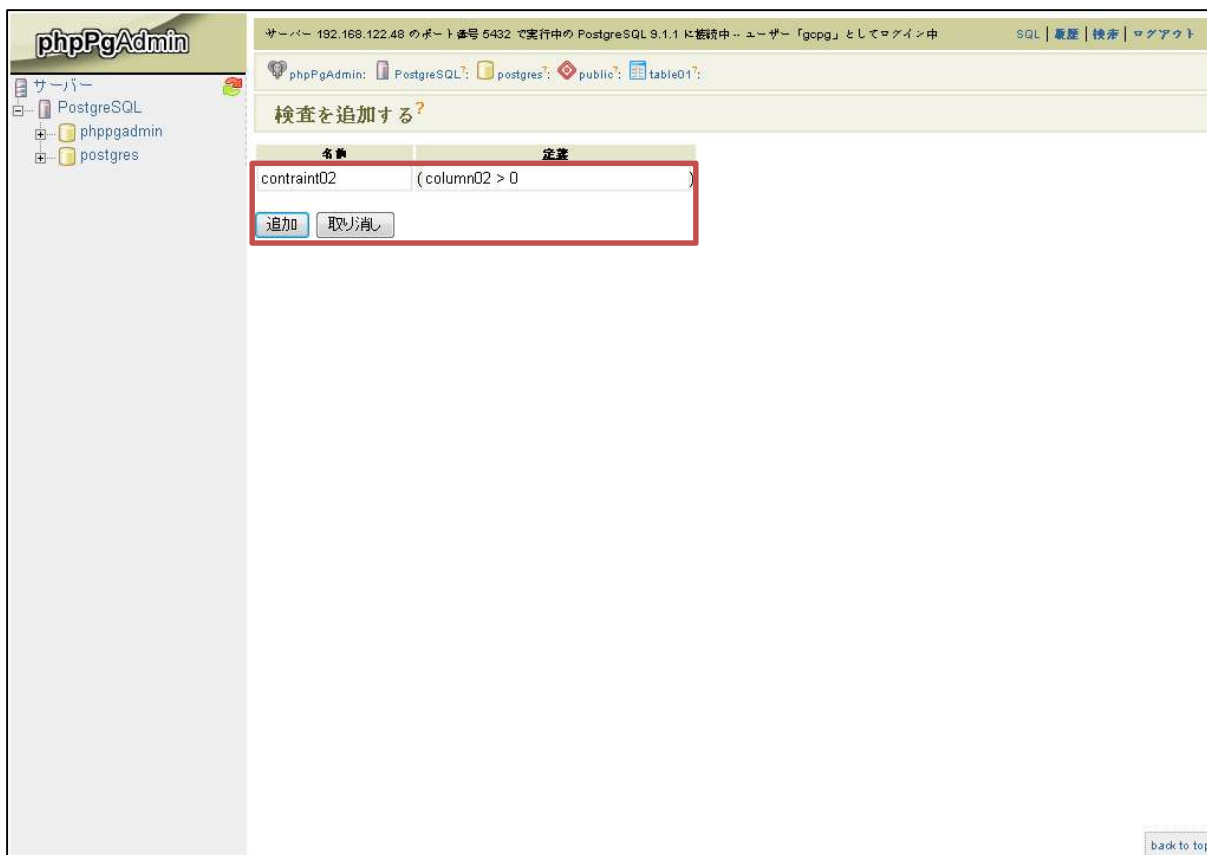 phpPgAdmin
サーバー 192.168.122.48 のポート番号 5432 で実行中の PostgreSQL 9.1.1 に接続中 -- ユーザー「gopg」としてログイン中
SQL | 履歴 | 検索 | ログアウト
phpPgAdmin: PostgreSQL?: postgres?: public?: table01?:
サーバー
PostgreSQL
phppgadmin
postgres
検査を追加する?
名前 定義
contraint02 ( column02 > 0 )
追加 取り消し
back to top